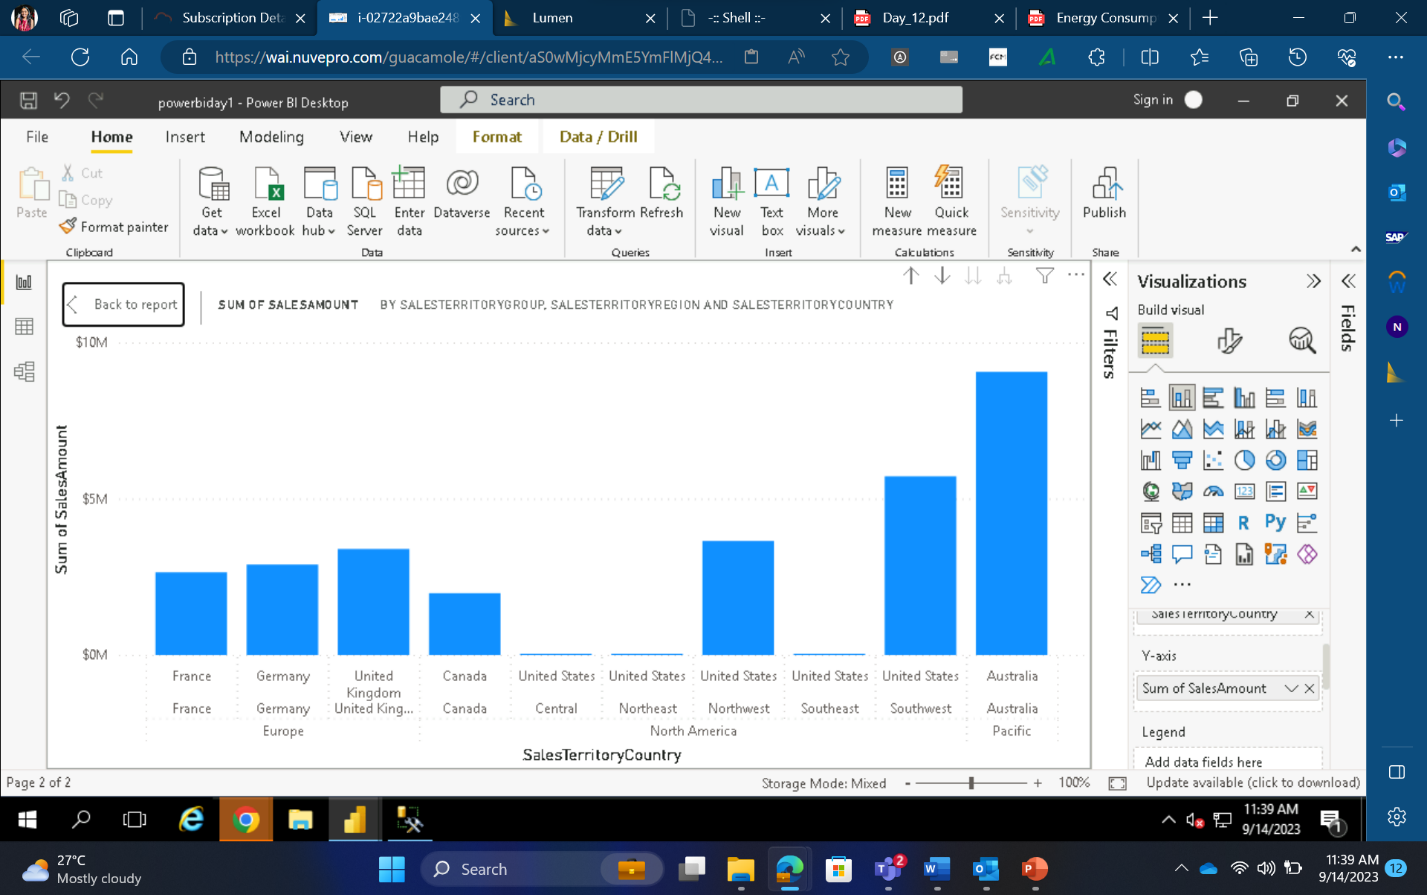 Subscription Deta
i-02722a9bae248
Lumen
-:: Shell ::-
Day_12.pdf
Energy Consump
https://wai.nuvepro.com/guacamole/#/client/aS0wMjcyMmE5YmFlMjQ4...
powerbiday1 - Power BI Desktop
Search
Sign in
File
Home
Insert
Modeling
View
Help
Format
Data / Drill
Paste
Cut
Copy
Format painter
Clipboard
Get data
Excel workbook
Data hub
SQL Server
Enter data
Dataverse
Recent sources
Data
Transform data
Refresh
Queries
New visual
Text box
More visuals
Insert
New measure
Quick measure
Calculations
Sensitivity
Sensitivity
Publish
Share
Back to report
SUM OF SALESAMOUNT
BY SALESTERRITORYGROUP, SALESTERRITORYREGION AND SALESTERRITORYCOUNTRY
$10M
$5M
$0M
Sum of SalesAmount
France
Germany
United Kingdom
Canada
United States
United States
United States
United States
United States
Australia
France
Germany
United King...
Canada
Central
Northeast
Northwest
Southeast
Southwest
Australia
Europe
North America
Pacific
SalesTerritoryCountry
Filters
Visualizations
Build visual
Fields
123
R
Py
SalesTerritoryCountry
Y-axis
Sum of SalesAmount
Legend
Add data fields here
Page 2 of 2
Storage Mode: Mixed
- +
100%
Update available (click to download)
11:39 AM
9/14/2023
1
27°C
Mostly cloudy
Search
2
11:39 AM
9/14/2023
12